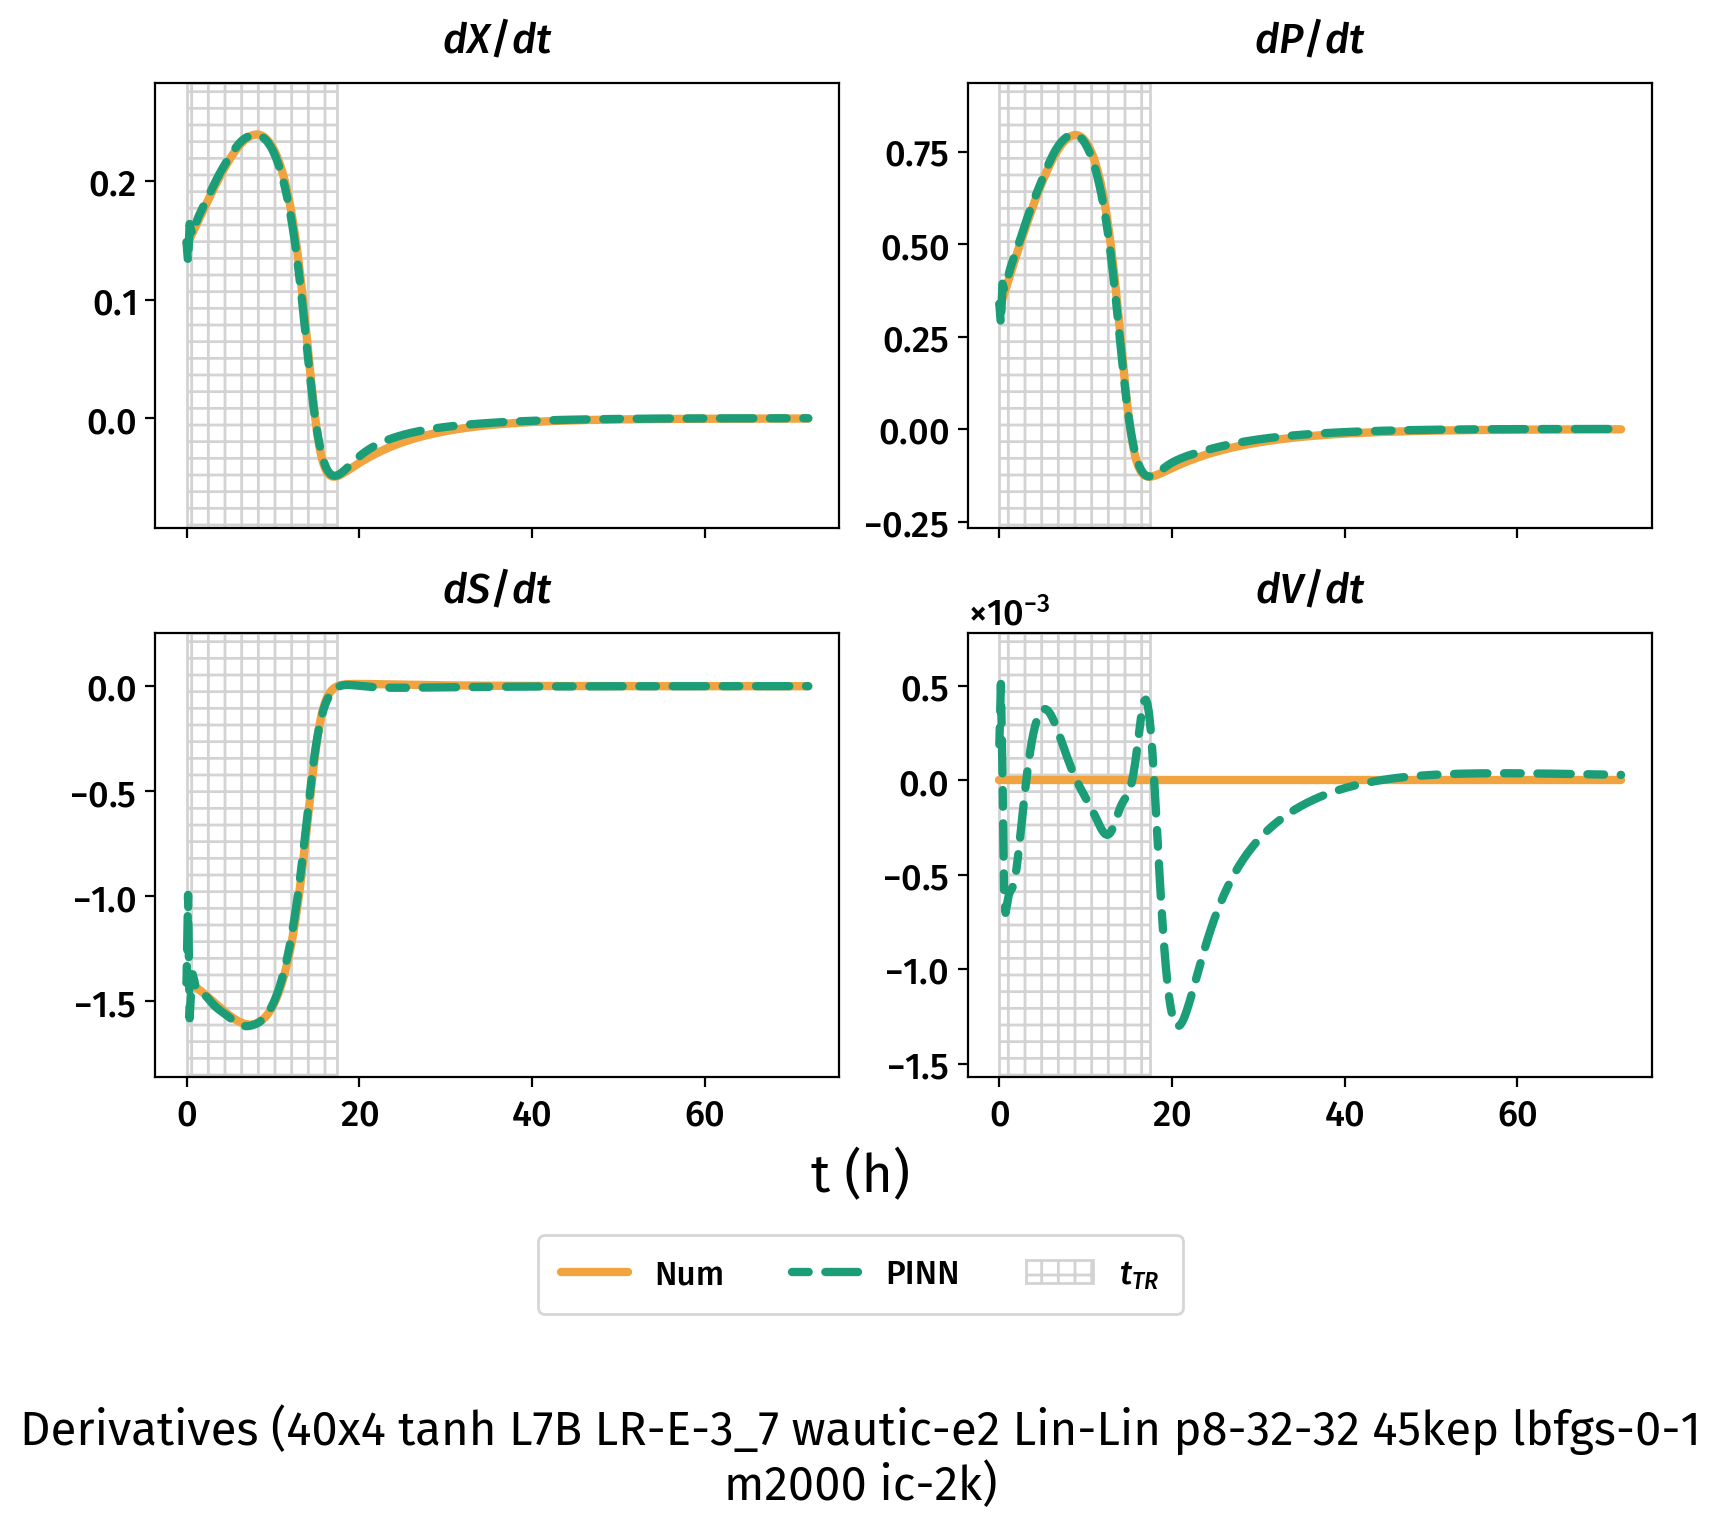 dX/dt
dP/dt
0.2
0.1
0.0
0.75
0.50
0.25
0.00
−0.25
dS/dt
dV/dt
×10⁻³
0.0
−0.5
−1.0
−1.5
0.5
0.0
−0.5
−1.0
−1.5
0 20 40 60
0 20 40 60
t (h)
Num PINN t_TR
Derivatives (40x4 tanh L7B LR-E-3_7 wautic-e2 Lin-Lin p8-32-32 45kep lbfgs-0-1
m2000 ic-2k)